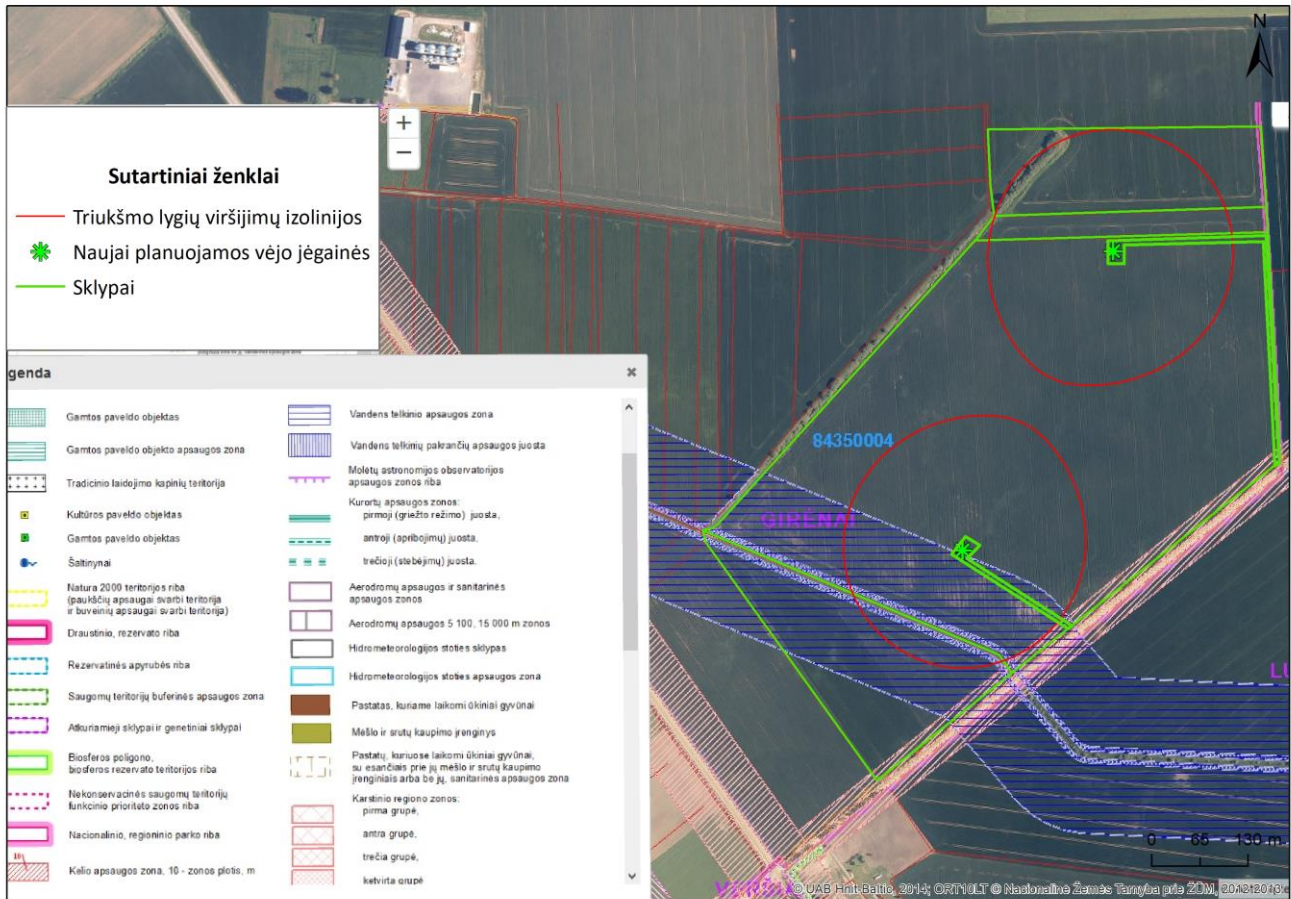 N
+
−
Sutartiniai ženklai
Triukšmo lygių viršijimų izolinijos
Naujai planuojamos vėjo jėgainės
Sklypai
genda
×
Gamtos paveldo objektas
Gamtos paveldo objekto apsaugos zona
Tradicinio laidojimo kapinių teritorija
Kultūros paveldo objektas
Gamtos paveldo objektas
Šaltinynai
Natura 2000 teritorijos riba
(paukščių apsaugai svarbi teritorija
ir buveinių apsaugai svarbi teritorija)
Draustinio, rezervato riba
Rezervatinės apyrubės riba
Saugomų teritorijų buferinės apsaugos zona
Atkuriamieji sklypai ir genetiniai sklypai
Biosferos poligono,
biosferos rezervato teritorijos riba
Nekonservacinės saugomų teritorijų
funkcinio prioriteto zonos riba
Nacionalinio, regioninio parko riba
10
Kelio apsaugos zona, 10 - zonos plotis, m
Vandens telkinio apsaugos zona
Vandens telkinių pakrančių apsaugos juosta
Molėtų astronomijos observatorijos
apsaugos zonos riba
Kurortų apsaugos zonos:
pirmoji (griežto režimo) juosta,
antroji (apribojimų) juosta,
trečioji (stebėjimų) juosta.
Aerodromų apsaugos ir sanitarinės
apsaugos zonos
Aerodromų apsaugos 5 100, 15 000 m zonos
Hidrometeorologijos stoties sklypas
Hidrometeorologijos stoties apsaugos zona
Pastatas, kuriame laikomi ūkiniai gyvūnai
Mėšlo ir srutų kaupimo įrenginys
Pastatų, kuriuose laikomi ūkiniai gyvūnai,
su esančiais prie jų mėšlo ir srutų kaupimo
įrenginiais arba be jų, sanitarinės apsaugos zona
Karstinio regiono zonos:
pirma grupė,
antra grupė,
trečia grupė,
ketvirta grupė
84350004
GIRĖNAI
LU
0 65 130 m
© UAB Hnit-Baltic, 2014; ORT10LT © Nacionalinė Žemės Tarnyba prie ŽŪM, 2012-2013;